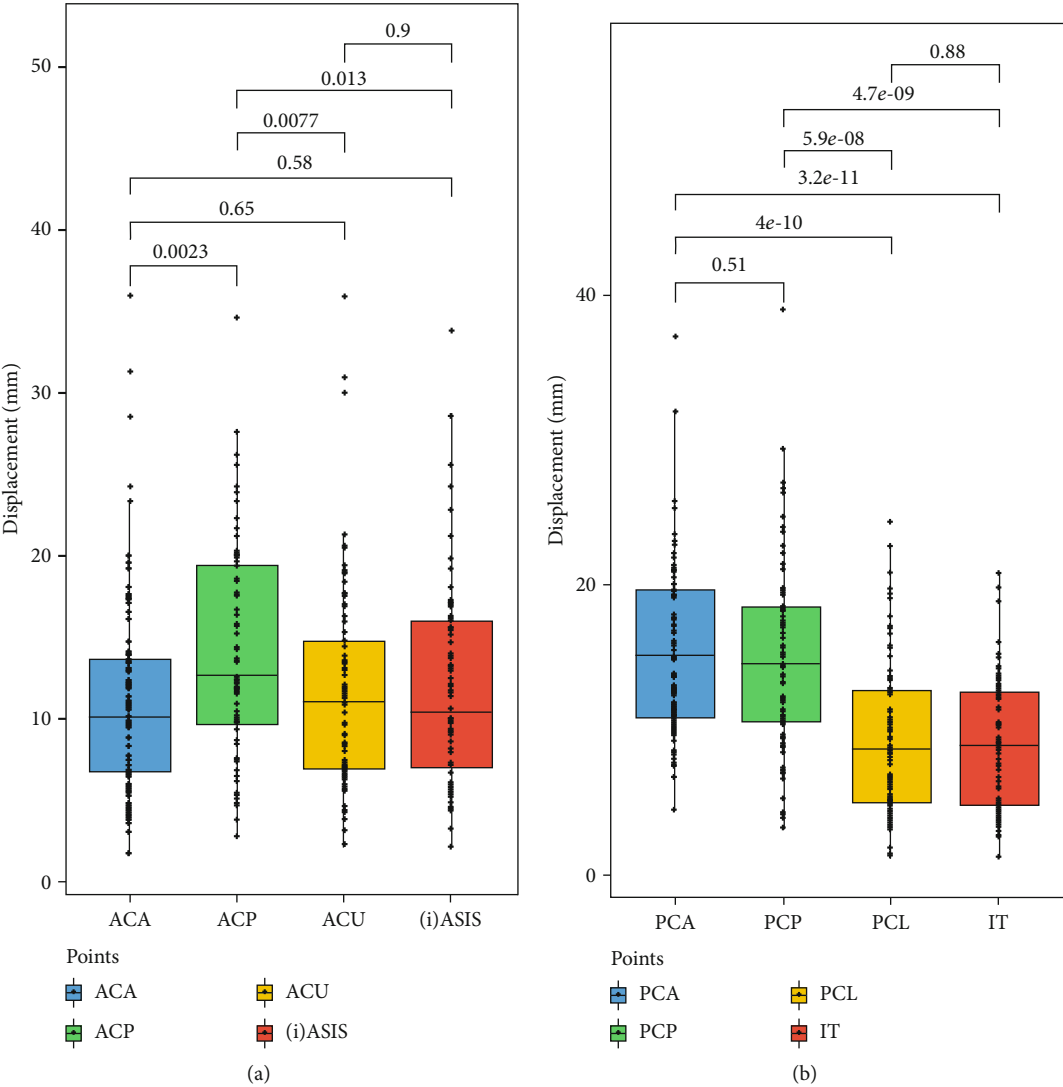 Displacement (mm)
50
40
30
20
10
0
0.9
0.013
0.0077
0.58
0.65
0.0023
ACA ACP ACU (i)ASIS
Points
ACA ACU
ACP (i)ASIS
(a)
Displacement (mm)
40
20
0
0.88
4.7e-09
5.9e-08
3.2e-11
4e-10
0.51
PCA PCP PCL IT
Points
PCA PCL
PCP IT
(b)